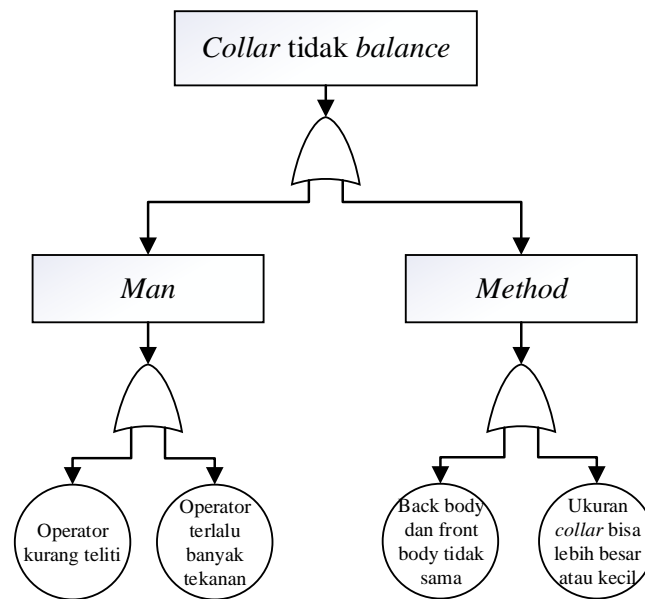 Collar tidak balance
Man
Method
Operator
kurang teliti
Operator
terlalu
banyak
tekanan
Back body
dan front
body tidak
sama
Ukuran
collar bisa
lebih besar
atau kecil